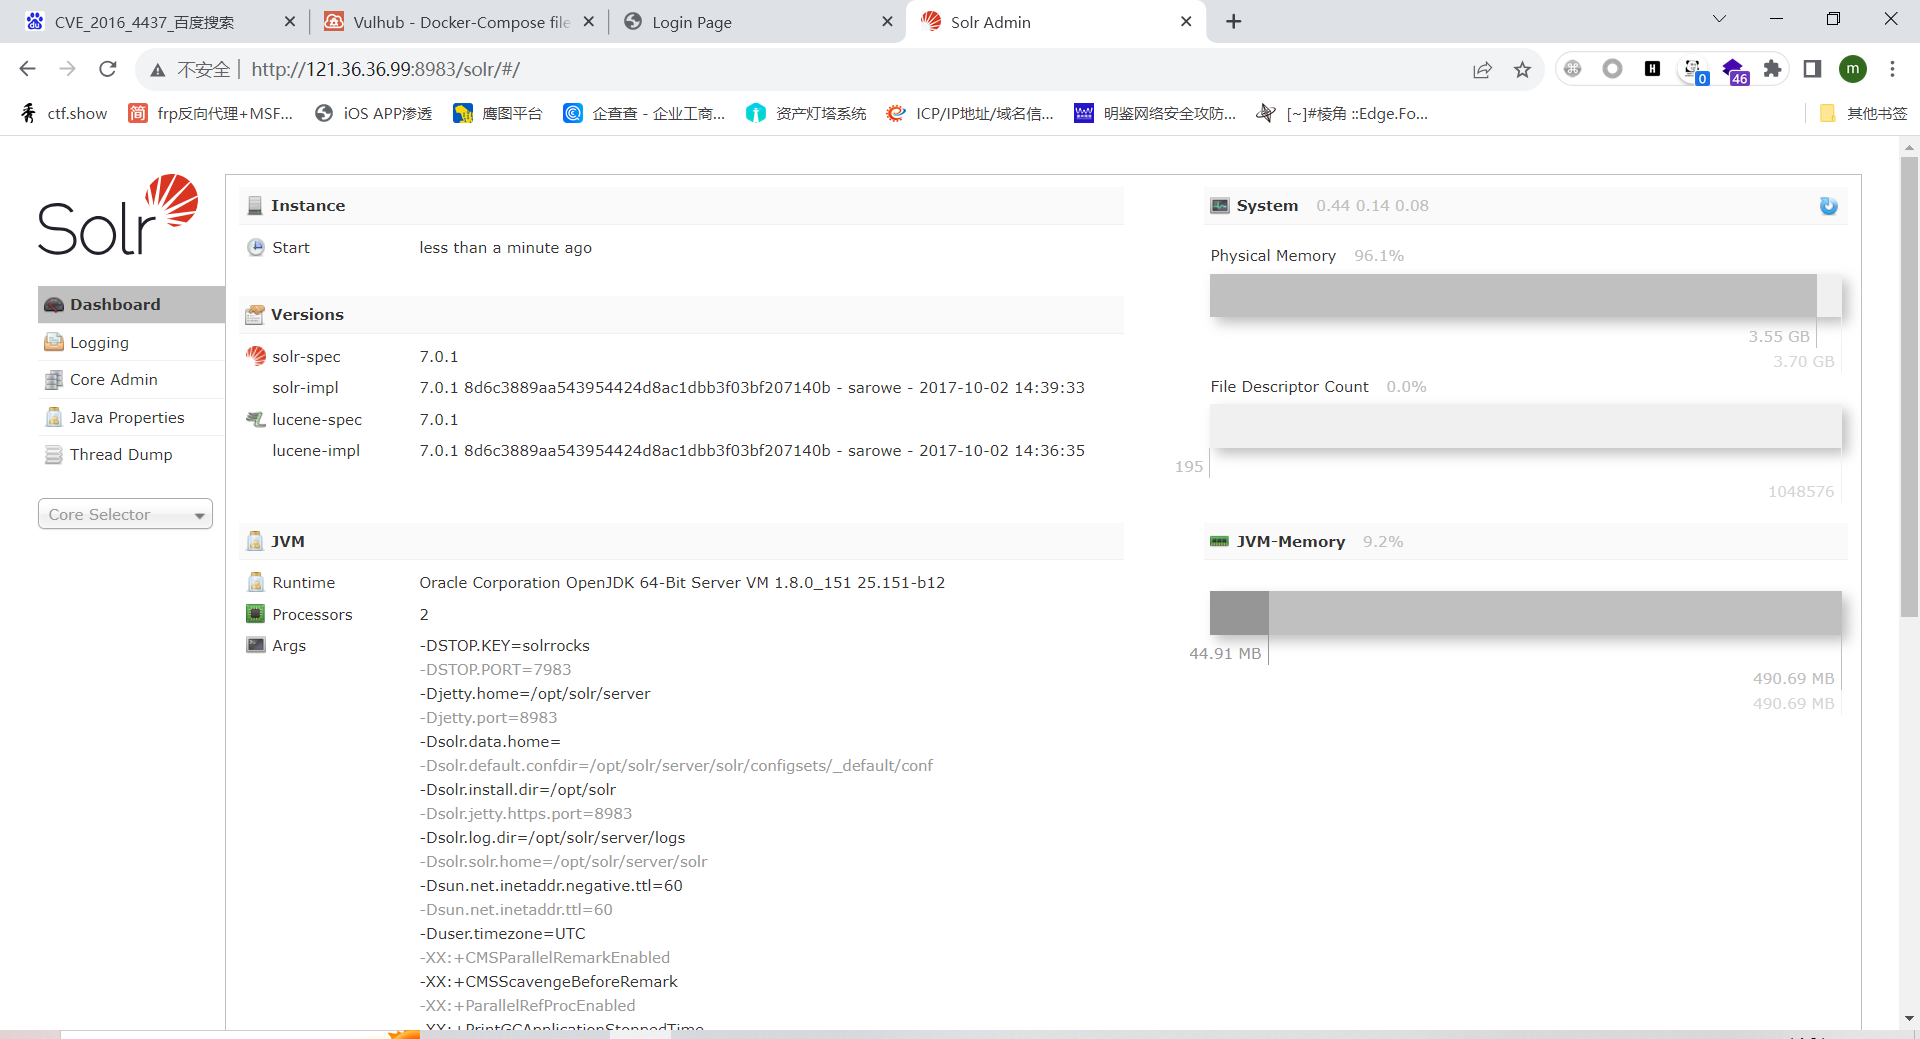 CVE_2016_4437_百度搜索
Vulhub - Docker-Compose file
Login Page
Solr Admin
不安全
http://121.36.36.99:8983/solr/#/
0
46
m
ctf.show
简
frp反向代理+MSF...
iOS APP渗透
鹰图平台
企查查 - 企业工商...
资产灯塔系统
ICP/IP地址/域名信...
明鉴网络安全攻防...
[~]#棱角 ::Edge.Fo...
其他书签
Solr
Dashboard
Logging
Core Admin
Java Properties
Thread Dump
Core Selector
Instance
Start less than a minute ago
Versions
solr-spec 7.0.1
solr-impl 7.0.1 8d6c3889aa543954424d8ac1dbb3f03bf207140b - sarowe - 2017-10-02 14:39:33
lucene-spec 7.0.1
lucene-impl 7.0.1 8d6c3889aa543954424d8ac1dbb3f03bf207140b - sarowe - 2017-10-02 14:36:35
JVM
Runtime Oracle Corporation OpenJDK 64-Bit Server VM 1.8.0_151 25.151-b12
Processors 2
Args -DSTOP.KEY=solrrocks
-DSTOP.PORT=7983
-Djetty.home=/opt/solr/server
-Djetty.port=8983
-Dsolr.data.home=
-Dsolr.default.confdir=/opt/solr/server/solr/configsets/_default/conf
-Dsolr.install.dir=/opt/solr
-Dsolr.jetty.https.port=8983
-Dsolr.log.dir=/opt/solr/server/logs
-Dsolr.solr.home=/opt/solr/server/solr
-Dsun.net.inetaddr.negative.ttl=60
-Dsun.net.inetaddr.ttl=60
-Duser.timezone=UTC
-XX:+CMSParallelRemarkEnabled
-XX:+CMSScavengeBeforeRemark
-XX:+ParallelRefProcEnabled
-XX:+PrintGCApplicationStoppedTime
System 0.44 0.14 0.08
Physical Memory 96.1%
3.55 GB
3.70 GB
File Descriptor Count 0.0%
195
1048576
JVM-Memory 9.2%
44.91 MB
490.69 MB
490.69 MB